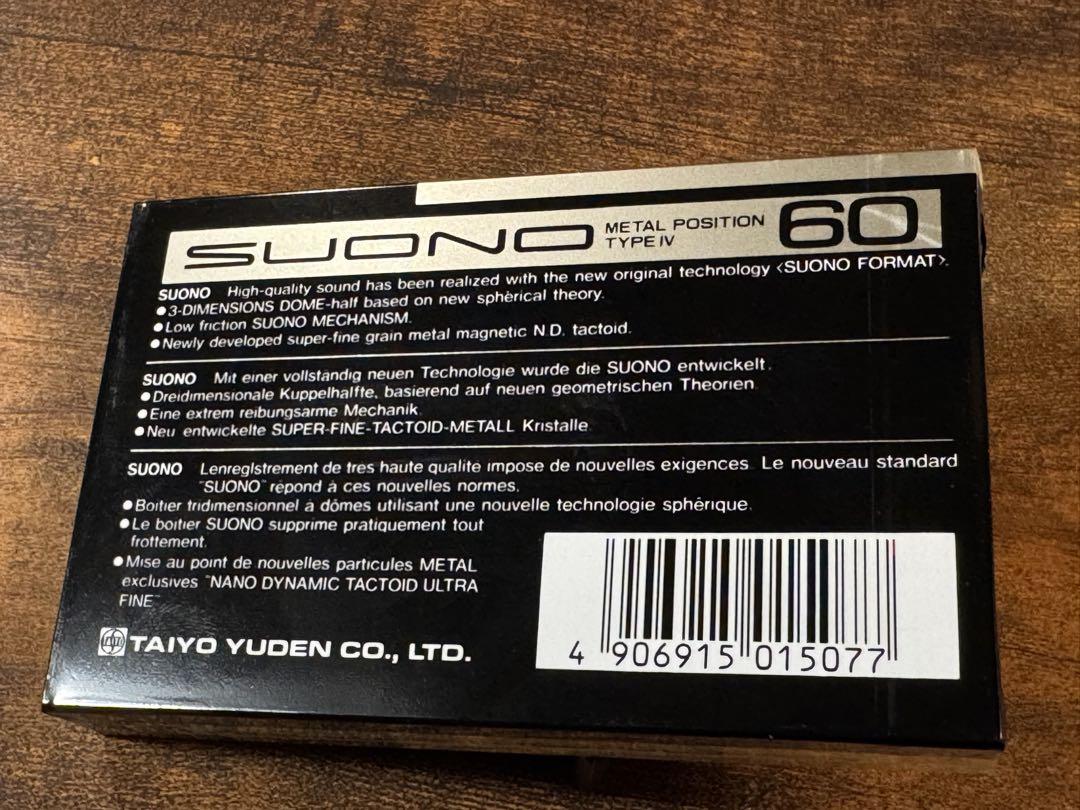 SUONO METAL POSITION TYPE IV 60
SUONO High-quality sound has been realized with the new original technology <SUONO FORMAT>.
●3-DIMENSIONS DOME-half based on new spherical theory.
●Low friction SUONO MECHANISM.
●Newly developed super-fine grain metal magnetic N.D. tactoid.
SUONO Mit einer vollständig neuen Technologie wurde die SUONO entwickelt.
●Dreidimensionale Kuppelhalfte, basierend auf neuen geometrischen Theorien
●Eine extrem reibungsarme Mechanik
●Neu entwickelte SUPER-FINE-TACTOID-METALL Kristalle.
SUONO Lenreglstrement de tres haute qualité impose de nouvelles exigences. Le nouveau standard
"SUONO" répond à ces nouvelles normes.
●Boîtier tridimensionnel à dômes utilisant une nouvelle technologie sphérique.
●Le boîtier SUONO supprime pratiquement tout
frottement.
●Mise au point de nouvelles particules METAL
exclusives "NANO DYNAMIC TACTOID ULTRA
FINE"
TAIYO YUDEN CO., LTD.
4 906915 015077